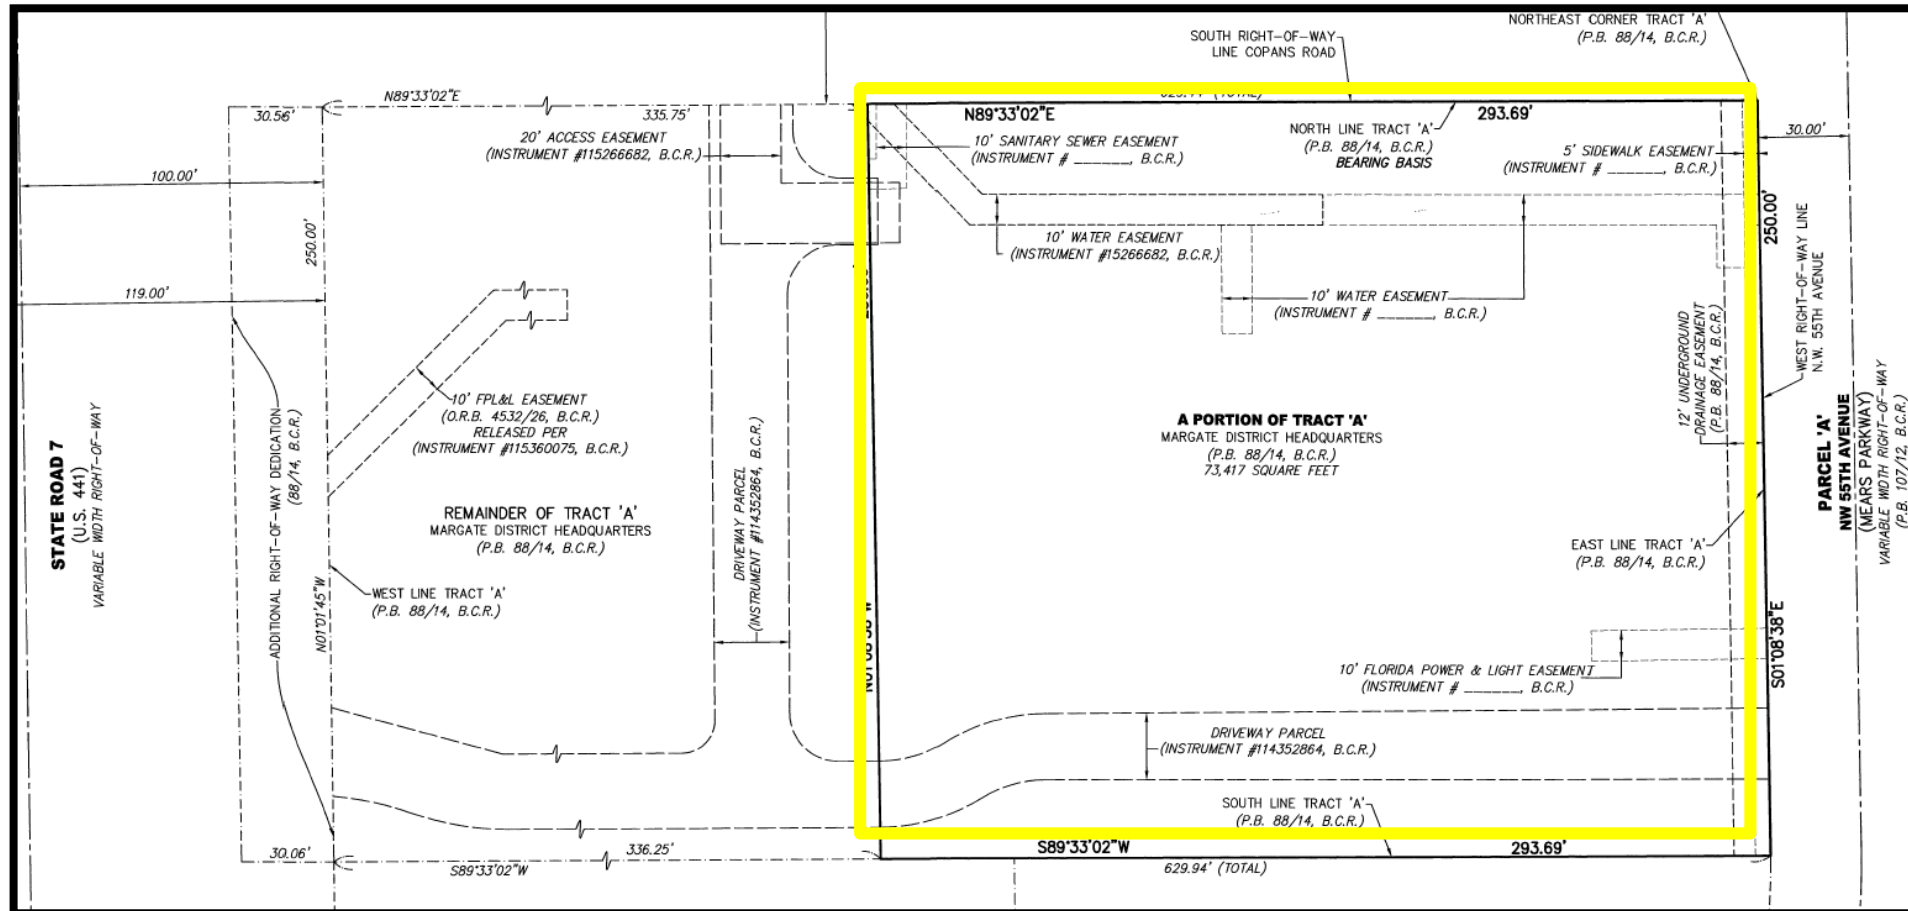 NORTHEAST CORNER TRACT 'A'
(P.B. 88/14, B.C.R.)
SOUTH RIGHT-OF-WAY
LINE COPANS ROAD
N89°33'02"E
30.56'
335.75'
N89°33'02"E
293.69'
20' ACCESS EASEMENT
(INSTRUMENT #115266682, B.C.R.)
10' SANITARY SEWER EASEMENT
(INSTRUMENT # ______, B.C.R.)
NORTH LINE TRACT 'A'
(P.B. 88/14, B.C.R.)
BEARING BASIS
5' SIDEWALK EASEMENT
(INSTRUMENT # ______, B.C.R.)
30.00'
100.00'
250.00'
119.00'
10' WATER EASEMENT
(INSTRUMENT #15266682, B.C.R.)
10' WATER EASEMENT
(INSTRUMENT # ______, B.C.R.)
250.00'
WEST RIGHT-OF-WAY LINE
N.W. 55TH AVENUE
12' UNDERGROUND
DRAINAGE EASEMENT
(P.B. 88/14, B.C.R.)
10' FPL&L EASEMENT
(O.R.B. 4532/26, B.C.R.)
RELEASED PER
(INSTRUMENT #115360075, B.C.R.)
A PORTION OF TRACT 'A'
MARGATE DISTRICT HEADQUARTERS
(P.B. 88/14, B.C.R.)
73,417 SQUARE FEET
STATE ROAD 7
(U.S. 441)
VARIABLE WIDTH RIGHT-OF-WAY
ADDITIONAL RIGHT-OF-WAY DEDICATION
(88/14, B.C.R.)
N01°01'45"W
REMAINDER OF TRACT 'A'
MARGATE DISTRICT HEADQUARTERS
(P.B. 88/14, B.C.R.)
WEST LINE TRACT 'A'
(P.B. 88/14, B.C.R.)
DRIVEWAY PARCEL
(INSTRUMENT #114352864, B.C.R.)
EAST LINE TRACT 'A'
(P.B. 88/14, B.C.R.)
PARCEL 'A'
NW 55TH AVENUE
(MEARS PARKWAY)
VARIABLE WIDTH RIGHT-OF-WAY
(P.B. 107/12, B.C.R.)
S01°08'38"E
10' FLORIDA POWER & LIGHT EASEMENT
(INSTRUMENT # ______, B.C.R.)
DRIVEWAY PARCEL
(INSTRUMENT #114352864, B.C.R.)
SOUTH LINE TRACT 'A'
(P.B. 88/14, B.C.R.)
30.06'
336.25'
S89°33'02"W
S89°33'02"W
293.69'
629.94' (TOTAL)